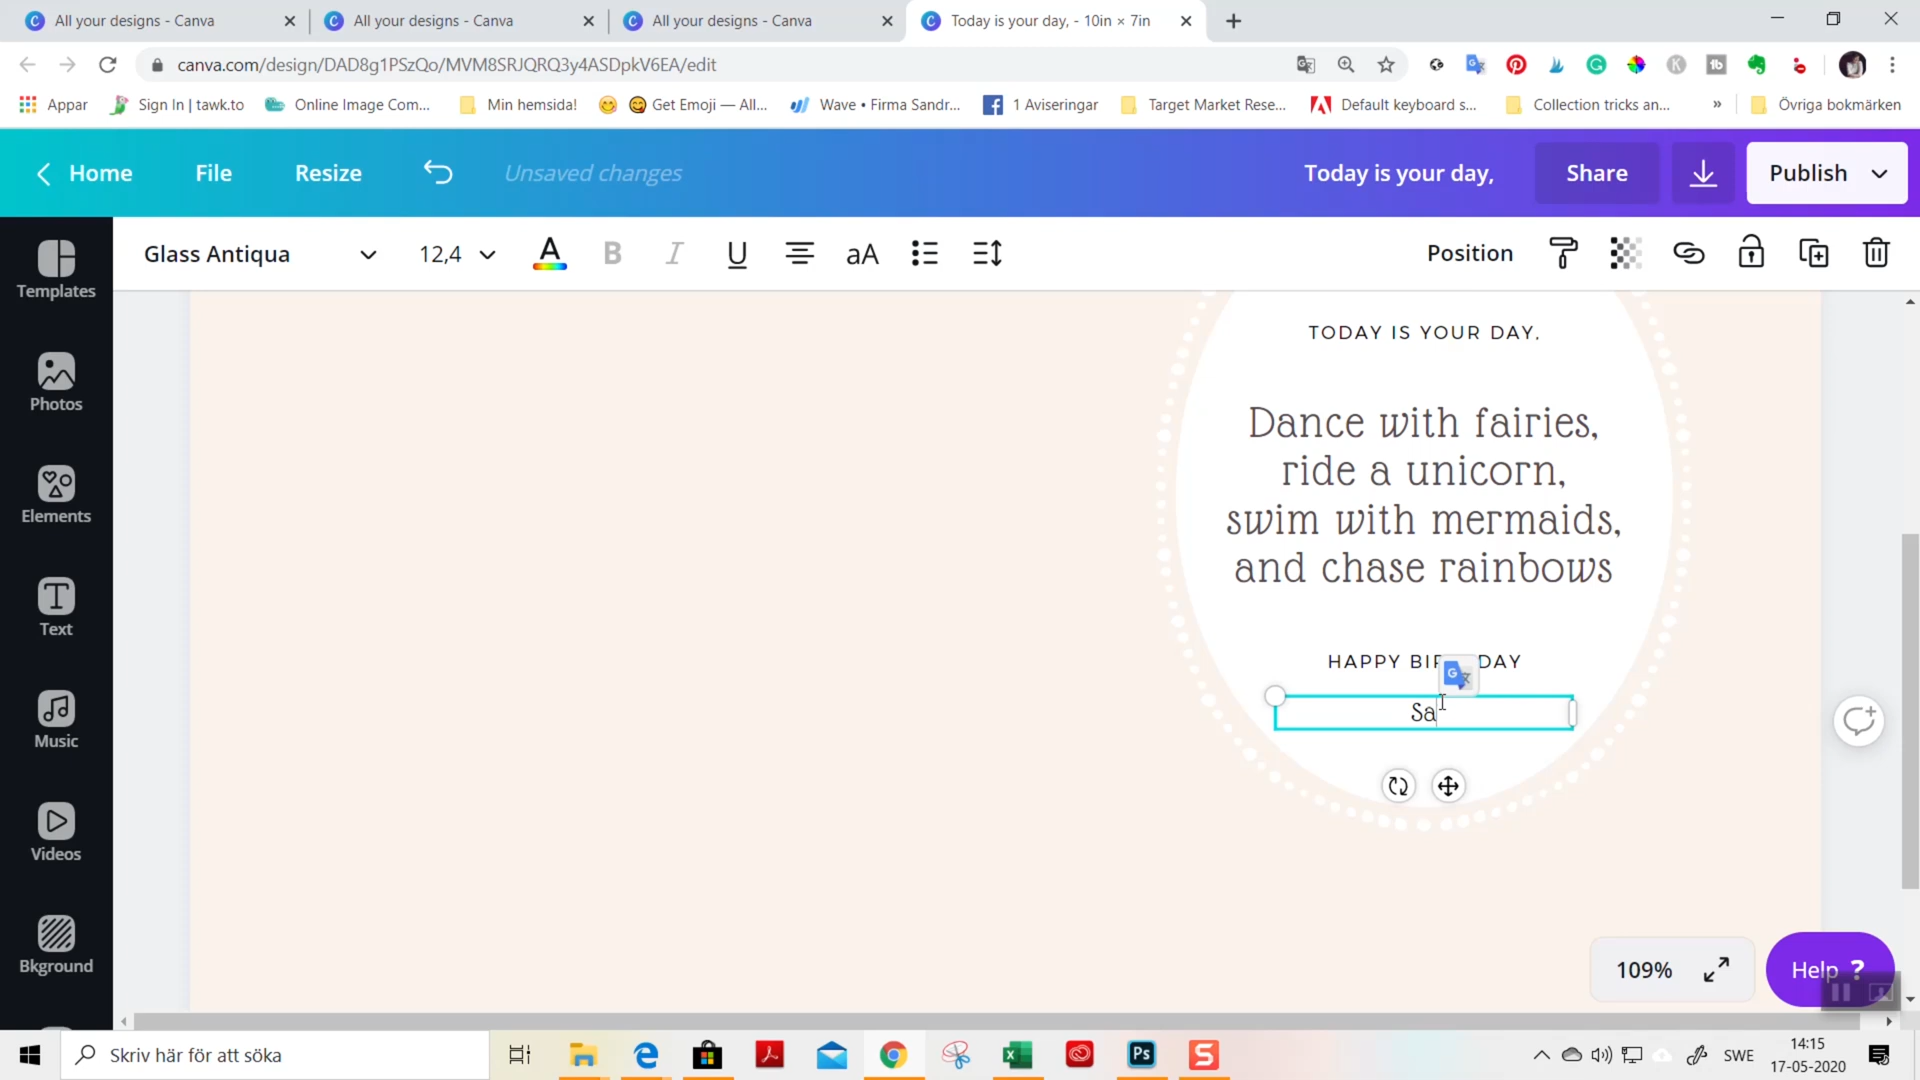 All your designs - Canva
All your designs - Canva
All your designs - Canva
Today is your day, - 10in × 7in
canva.com/design/DAD8g1PSzQo/MVM8SRJQRQ3y4ASDpkV6EA/edit
Appar
Sign In | tawk.to
Online Image Com...
Min hemsida!
Get Emoji — All...
Wave • Firma Sandr...
1 Aviseringar
Target Market Rese...
Default keyboard s...
Collection tricks an...
»
Övriga bokmärken
Home
File
Resize
Unsaved changes
Today is your day,
Share
Publish
Glass Antiqua
12,4
A
B
I
U
aA
Position
Templates
Photos
Elements
Text
Music
Videos
Bkground
TODAY IS YOUR DAY,
Dance with fairies,
ride a unicorn,
swim with mermaids,
and chase rainbows
HAPPY BIR DAY
Sa
109%
Help ?
Skriv här för att söka
SWE
14:15
17-05-2020